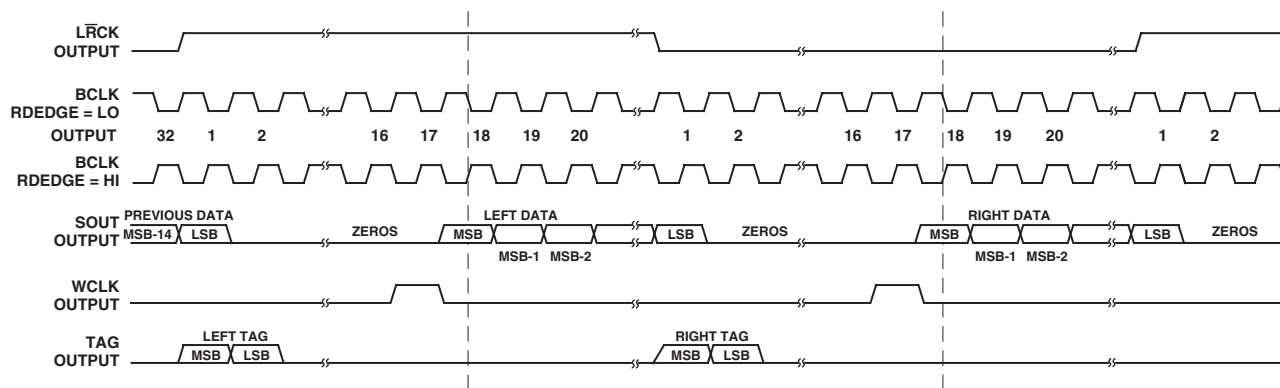 LR̅CK
OUTPUT
BCLK
RDEDGE = LO
OUTPUT 32 1 2 16 17 18 19 20 1 2 16 17 18 19 20 1 2
BCLK
RDEDGE = HI
SOUT PREVIOUS DATA LEFT DATA RIGHT DATA
OUTPUT MSB-14 LSB ZEROS MSB LSB ZEROS MSB LSB ZEROS
MSB-1 MSB-2 MSB-1 MSB-2
WCLK
OUTPUT
TAG LEFT TAG RIGHT TAG
OUTPUT MSB LSB MSB LSB